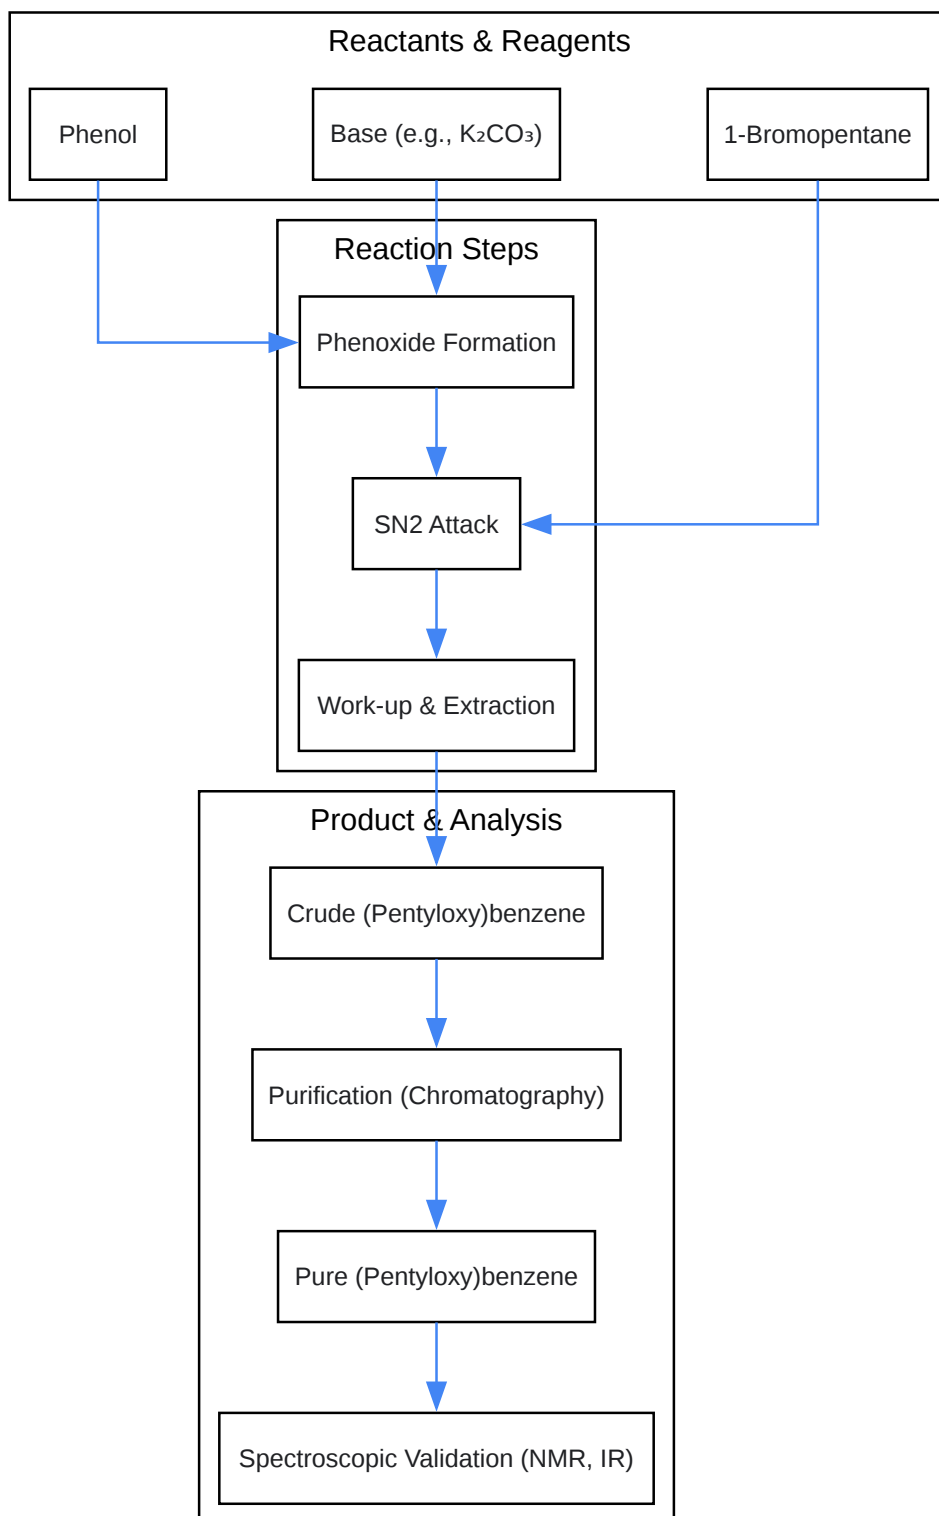 Reactants & Reagents
Phenol
Base (e.g., K₂CO₃)
1-Bromopentane
Reaction Steps
Phenoxide Formation
SN2 Attack
Work-up & Extraction
Product & Analysis
Crude (Pentyloxy)benzene
Purification (Chromatography)
Pure (Pentyloxy)benzene
Spectroscopic Validation (NMR, IR)